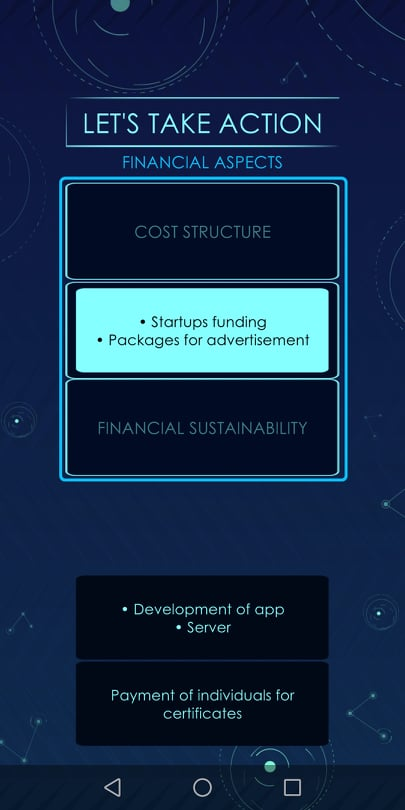 LET'S TAKE ACTION
FINANCIAL ASPECTS
COST STRUCTURE
• Startups funding
• Packages for advertisement
FINANCIAL SUSTAINABILITY
• Development of app
• Server
Payment of individuals for
certificates